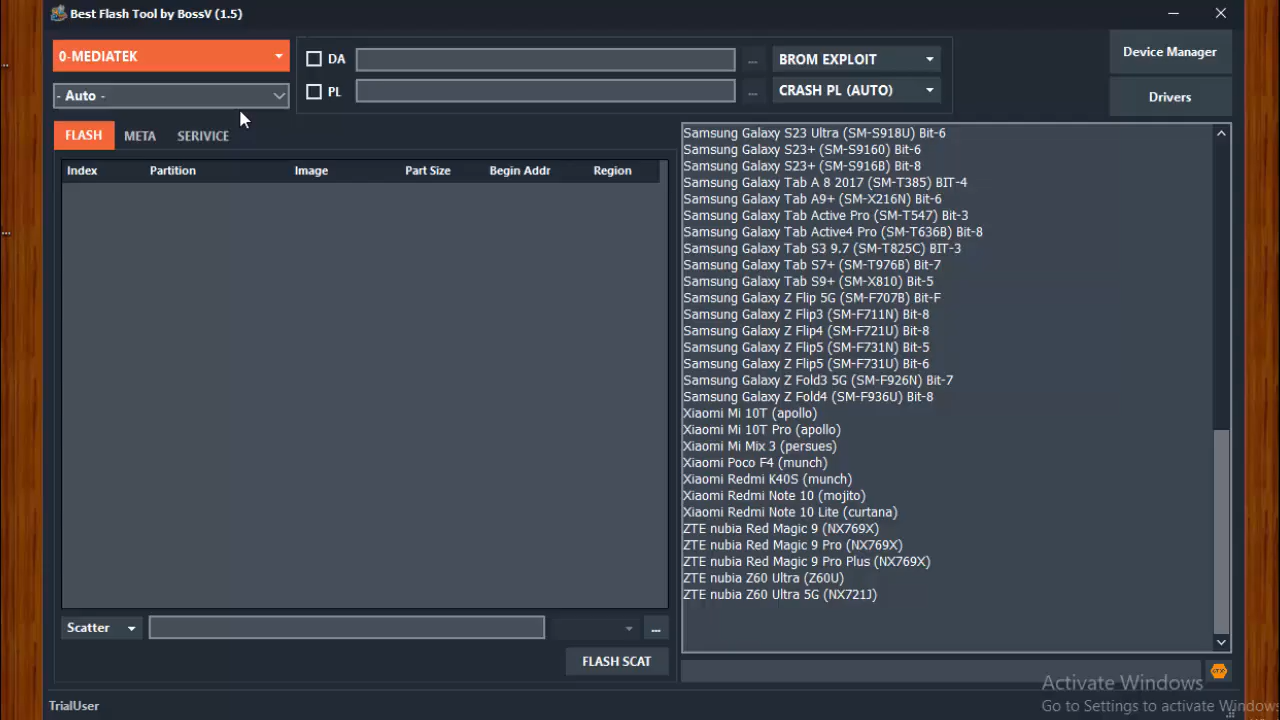 Best Flash Tool by BossV (1.5)
0-MEDIATEK
- Auto -
DA
...
BROM EXPLOIT
PL
...
CRASH PL (AUTO)
Device Manager
Drivers
FLASH
META
SERIVICE
Index Partition Image Part Size Begin Addr Region
Samsung Galaxy S23 Ultra (SM-S918U) Bit-6
Samsung Galaxy S23+ (SM-S9160) Bit-6
Samsung Galaxy S23+ (SM-S916B) Bit-8
Samsung Galaxy Tab A 8 2017 (SM-T385) BIT-4
Samsung Galaxy Tab A9+ (SM-X216N) Bit-6
Samsung Galaxy Tab Active Pro (SM-T547) Bit-3
Samsung Galaxy Tab Active4 Pro (SM-T636B) Bit-8
Samsung Galaxy Tab S3 9.7 (SM-T825C) BIT-3
Samsung Galaxy Tab S7+ (SM-T976B) Bit-7
Samsung Galaxy Tab S9+ (SM-X810) Bit-5
Samsung Galaxy Z Flip 5G (SM-F707B) Bit-F
Samsung Galaxy Z Flip3 (SM-F711N) Bit-8
Samsung Galaxy Z Flip4 (SM-F721U) Bit-8
Samsung Galaxy Z Flip5 (SM-F731N) Bit-5
Samsung Galaxy Z Flip5 (SM-F731U) Bit-6
Samsung Galaxy Z Fold3 5G (SM-F926N) Bit-7
Samsung Galaxy Z Fold4 (SM-F936U) Bit-8
Xiaomi Mi 10T (apollo)
Xiaomi Mi 10T Pro (apollo)
Xiaomi Mi Mix 3 (persues)
Xiaomi Poco F4 (munch)
Xiaomi Redmi K40S (munch)
Xiaomi Redmi Note 10 (mojito)
Xiaomi Redmi Note 10 Lite (curtana)
ZTE nubia Red Magic 9 (NX769X)
ZTE nubia Red Magic 9 Pro (NX769X)
ZTE nubia Red Magic 9 Pro Plus (NX769X)
ZTE nubia Z60 Ultra (Z60U)
ZTE nubia Z60 Ultra 5G (NX721J)
Scatter
...
FLASH SCAT
Activate Windows
Go to Settings to activate Windows
TrialUser